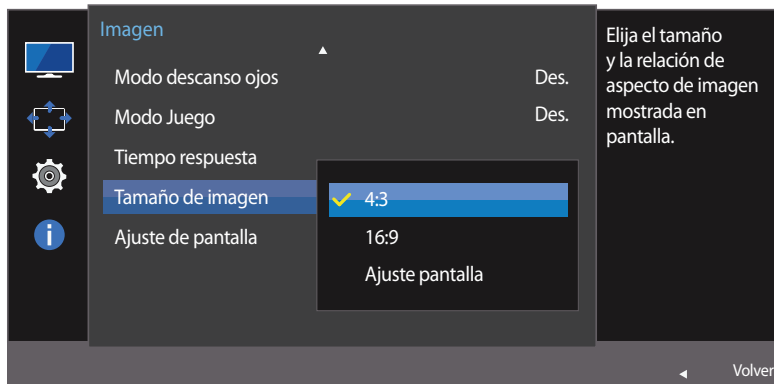 Imagen
Modo descanso ojos Des.
Modo Juego Des.
Tiempo respuesta
Tamaño de imagen
Ajuste de pantalla
4:3
16:9
Ajuste pantalla
Elija el tamaño
y la relación de
aspecto de imagen
mostrada en
pantalla.
Volver